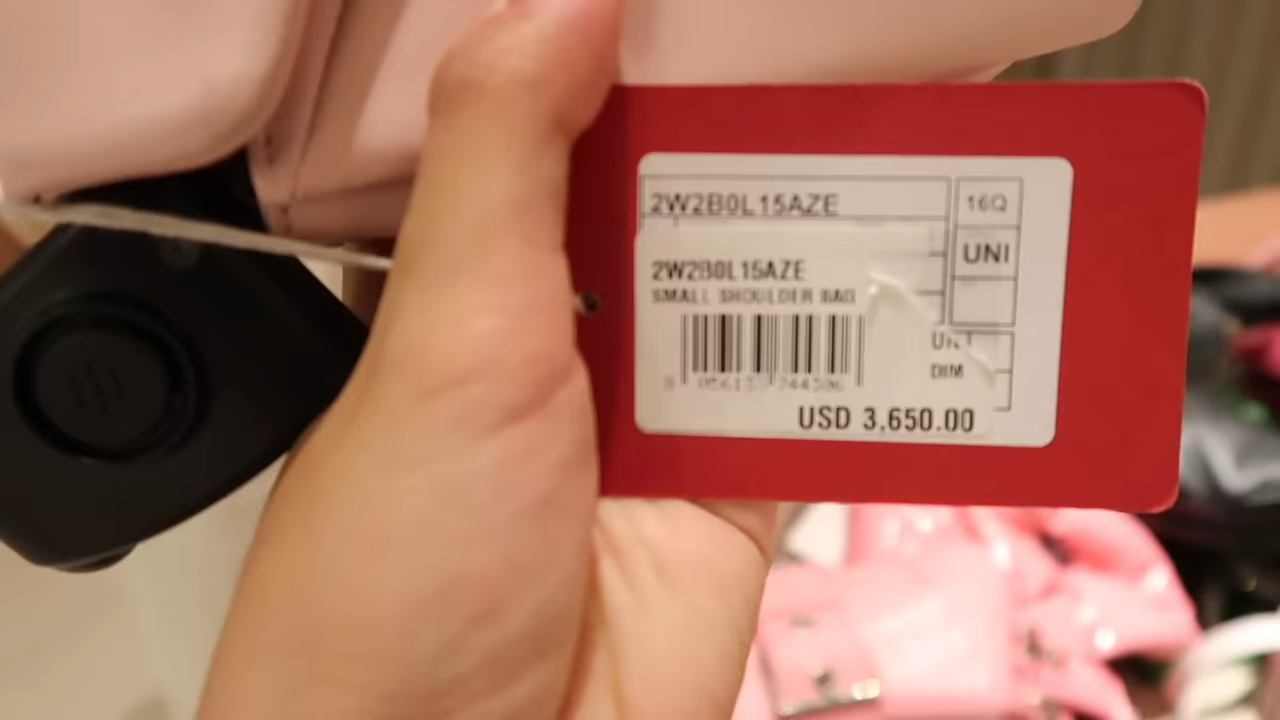 2W2B0L15AZE
16Q
UNI
2W2B0L15AZE
SMALL SHOULDER BAG
DIM
USD 3,650.00